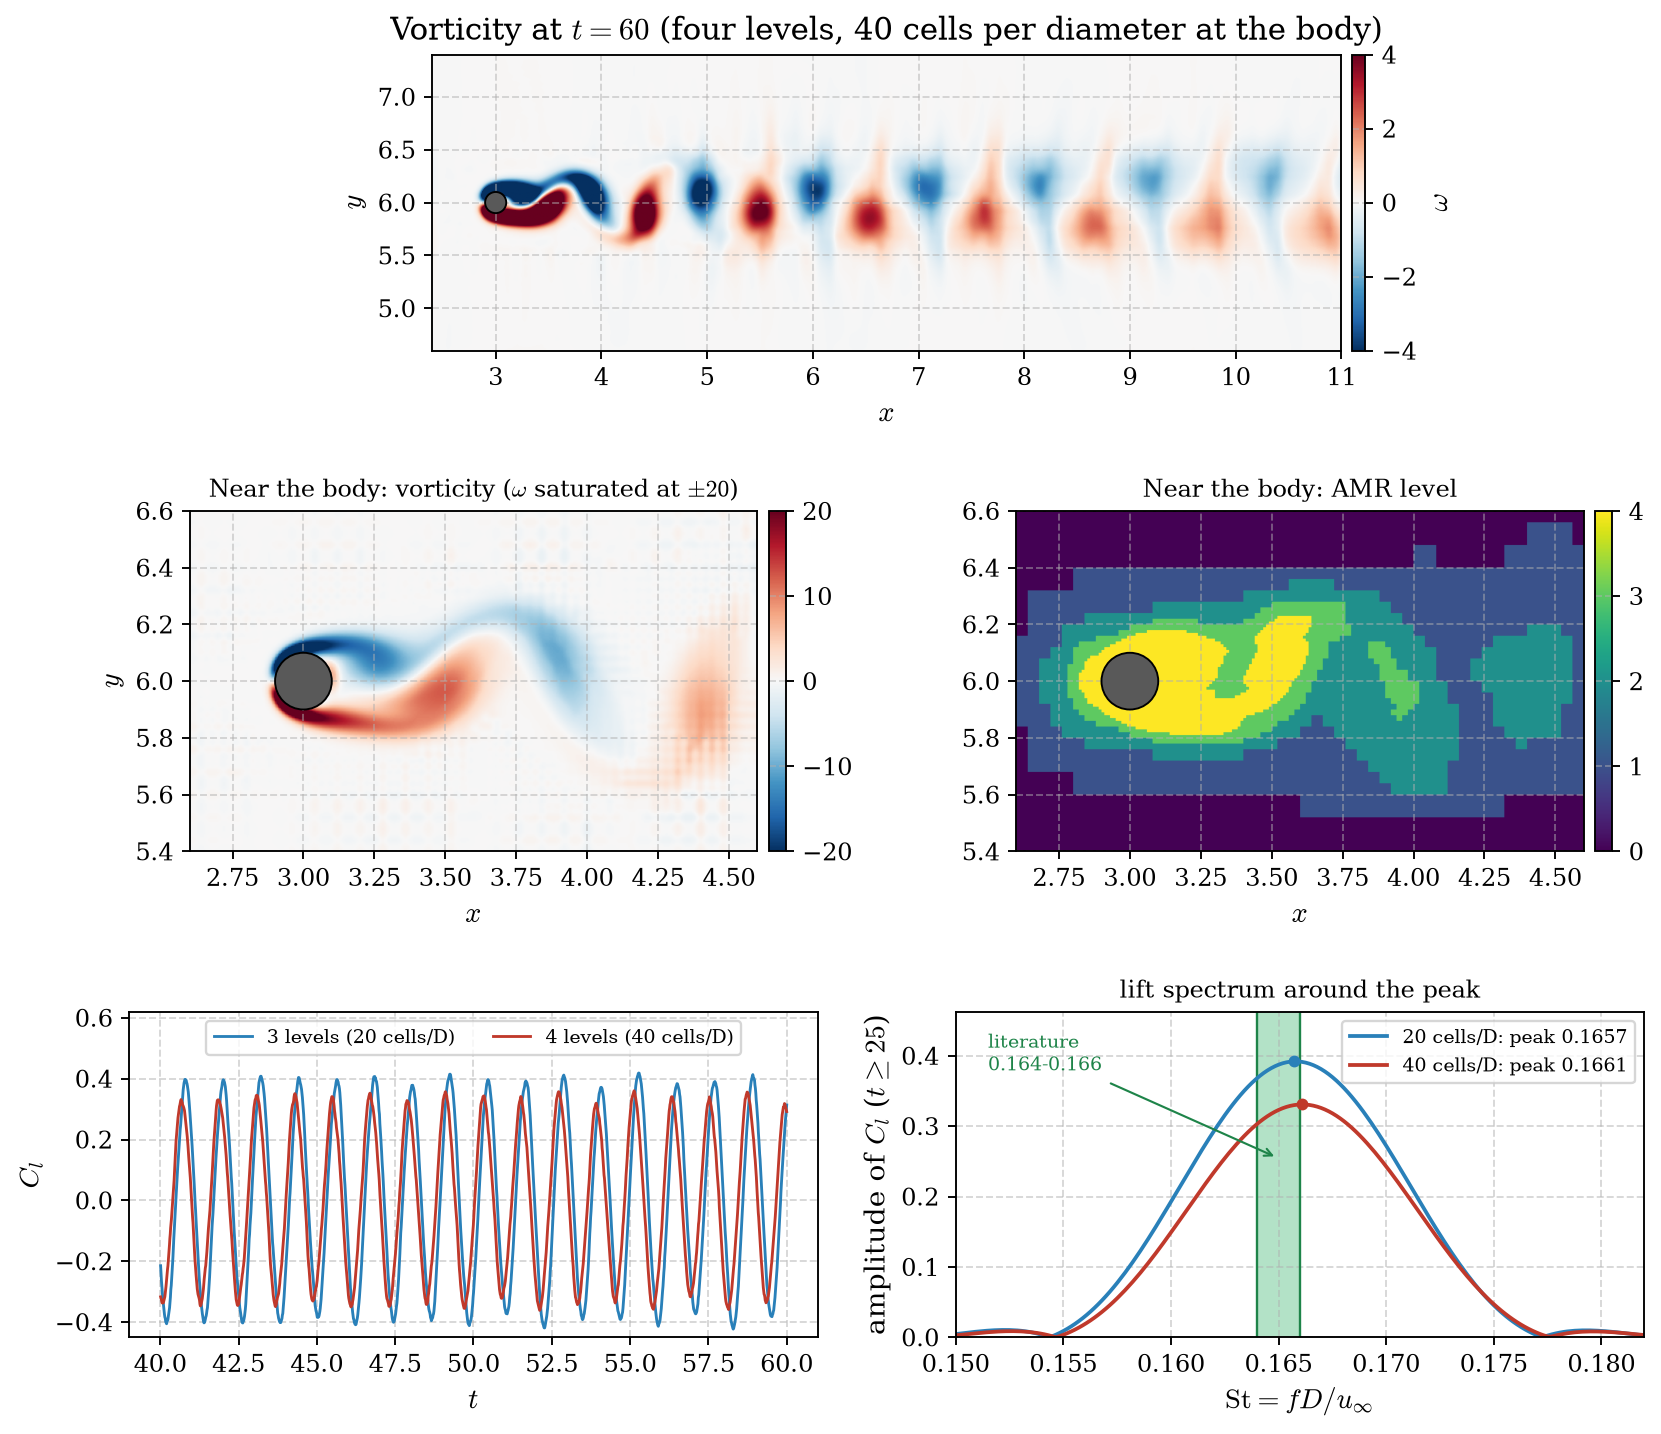 Vorticity at t = 60 (four levels, 40 cells per diameter at the body)
7.0
6.5
6.0
5.5
5.0
y
3 4 5 6 7 8 9 10 11
x
4
2
0
−2
−4
ω
Near the body: vorticity (ω saturated at ±20)
6.6
6.4
6.2
6.0
5.8
5.6
5.4
y
2.75 3.00 3.25 3.50 3.75 4.00 4.25 4.50
x
20
10
0
−10
−20
Near the body: AMR level
6.6
6.4
6.2
6.0
5.8
5.6
5.4
2.75 3.00 3.25 3.50 3.75 4.00 4.25 4.50
x
4
3
2
1
0
3 levels (20 cells/D) 4 levels (40 cells/D)
0.6
0.4
0.2
0.0
−0.2
−0.4
C_l
40.0 42.5 45.0 47.5 50.0 52.5 55.0 57.5 60.0
t
lift spectrum around the peak
literature
0.164-0.166
20 cells/D: peak 0.1657
40 cells/D: peak 0.1661
0.4
0.3
0.2
0.1
0.0
amplitude of C_l (t ≥ 25)
0.150 0.155 0.160 0.165 0.170 0.175 0.180
St = fD/u_∞